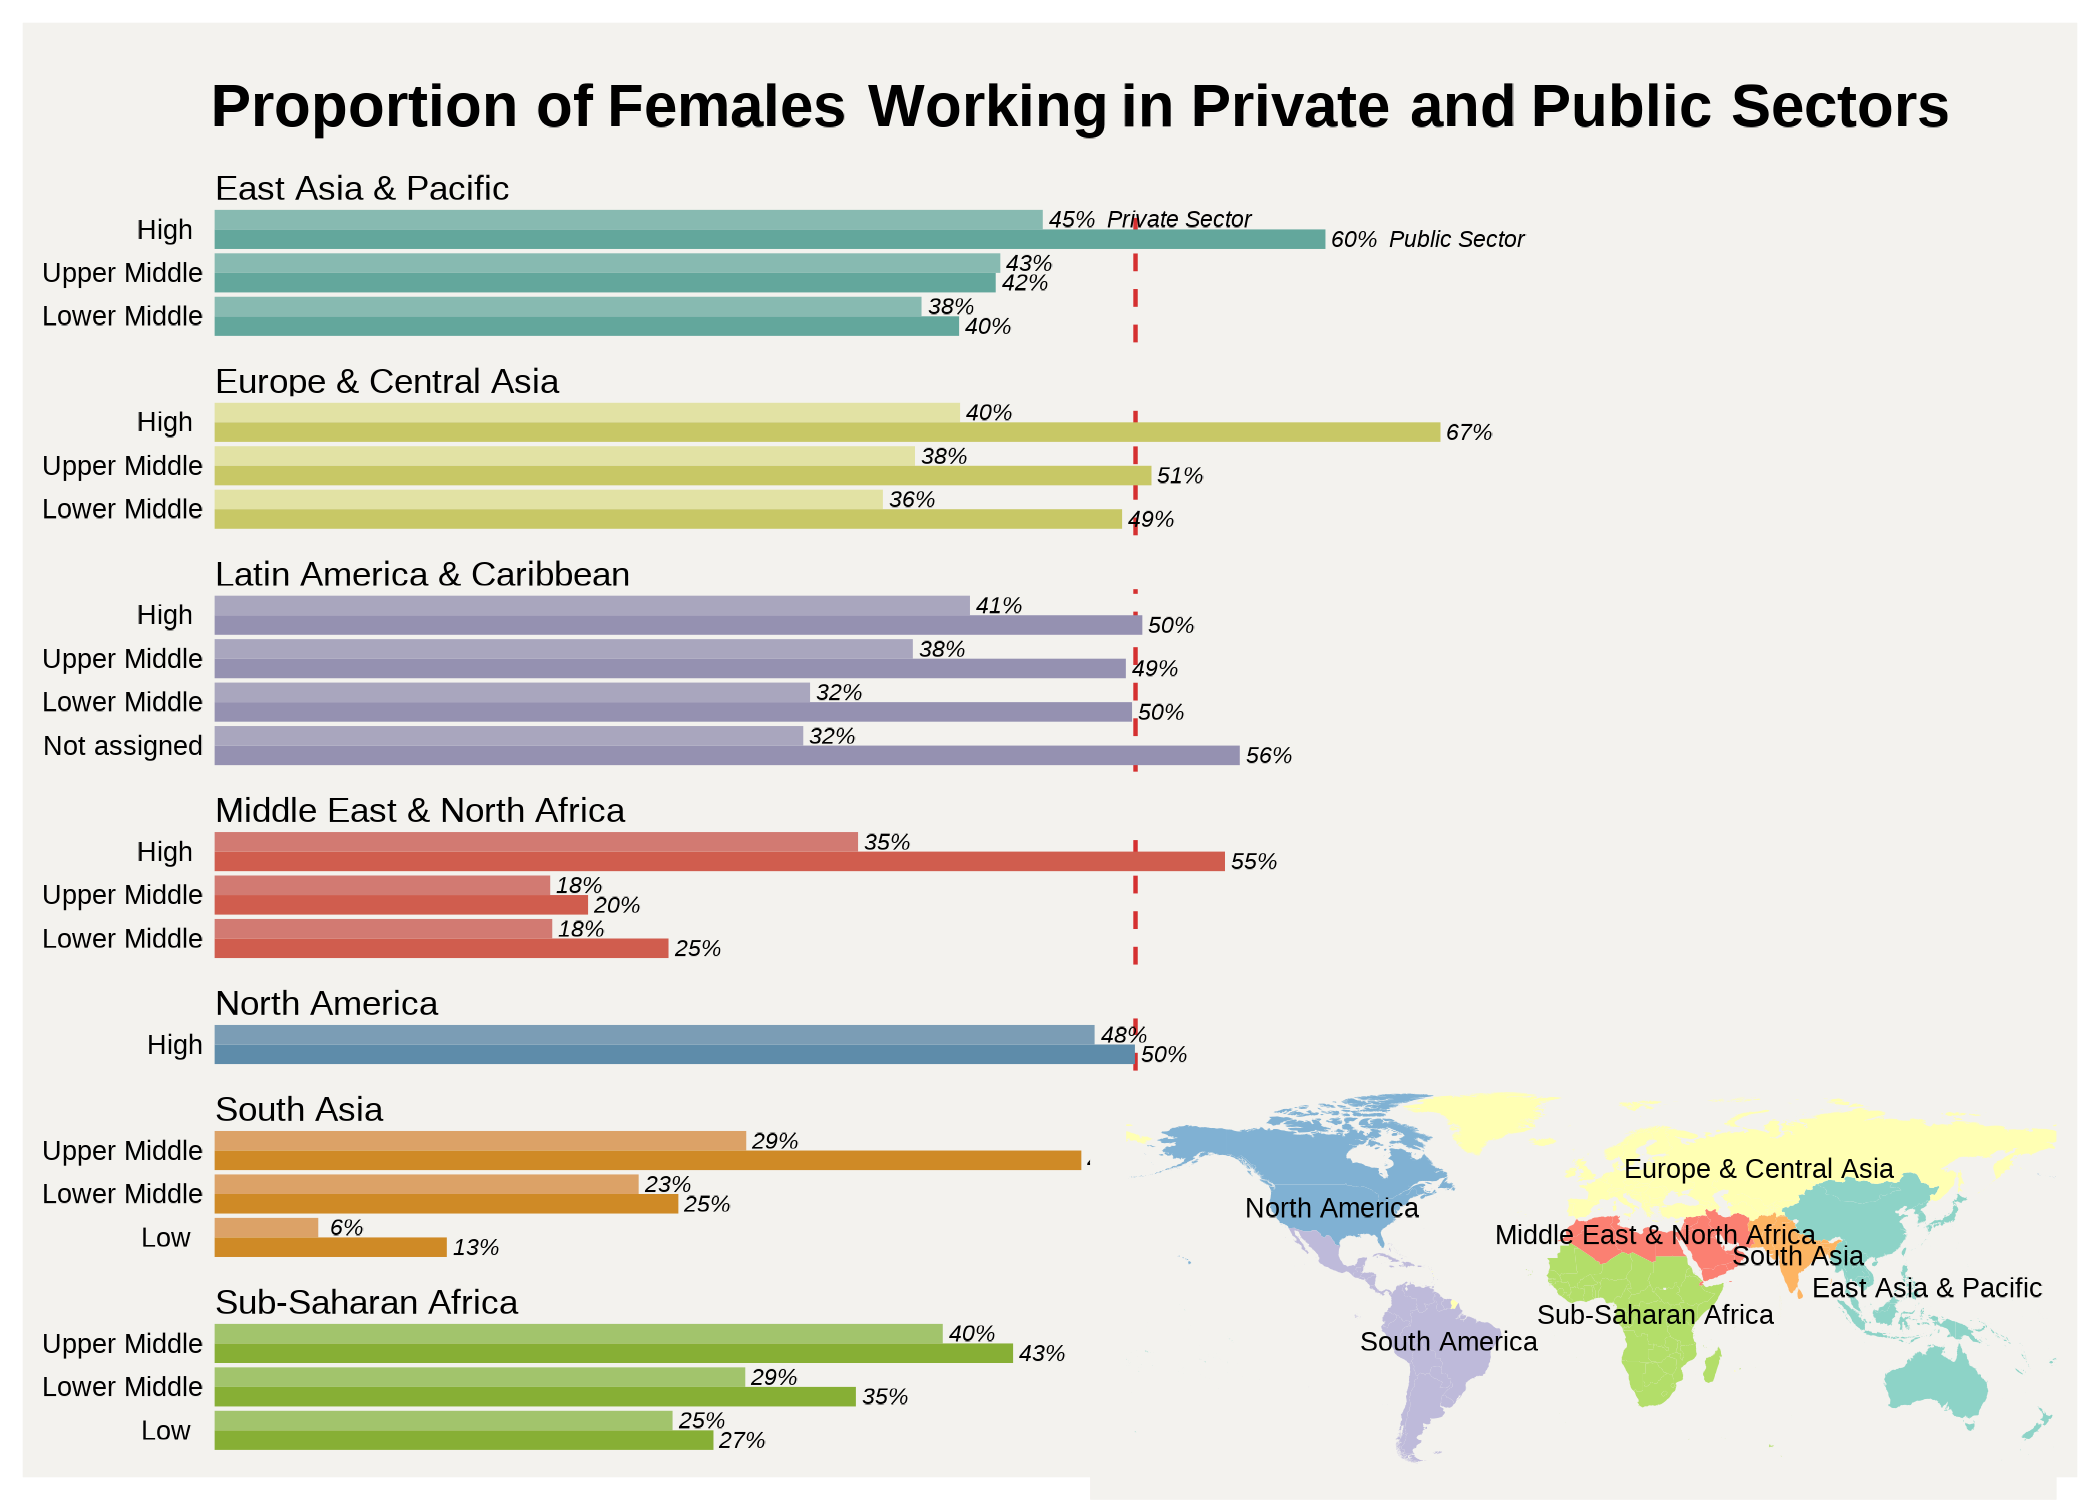 Proportion of Females Working in Private and Public Sectors
East Asia & Pacific
High
45% Private Sector
60% Public Sector
Upper Middle
43%
42%
Lower Middle
38%
40%
Europe & Central Asia
High
40%
67%
Upper Middle
38%
51%
Lower Middle
36%
49%
Latin America & Caribbean
High
41%
50%
Upper Middle
38%
49%
Lower Middle
32%
50%
Not assigned
32%
56%
Middle East & North Africa
High
35%
55%
Upper Middle
18%
20%
Lower Middle
18%
25%
North America
High
48%
50%
South Asia
Upper Middle
29%
Lower Middle
23%
25%
Low
6%
13%
Sub-Saharan Africa
Upper Middle
40%
43%
Lower Middle
29%
35%
Low
25%
27%
Europe & Central Asia
North America
Middle East & North Africa
South Asia
East Asia & Pacific
Sub-Saharan Africa
South America